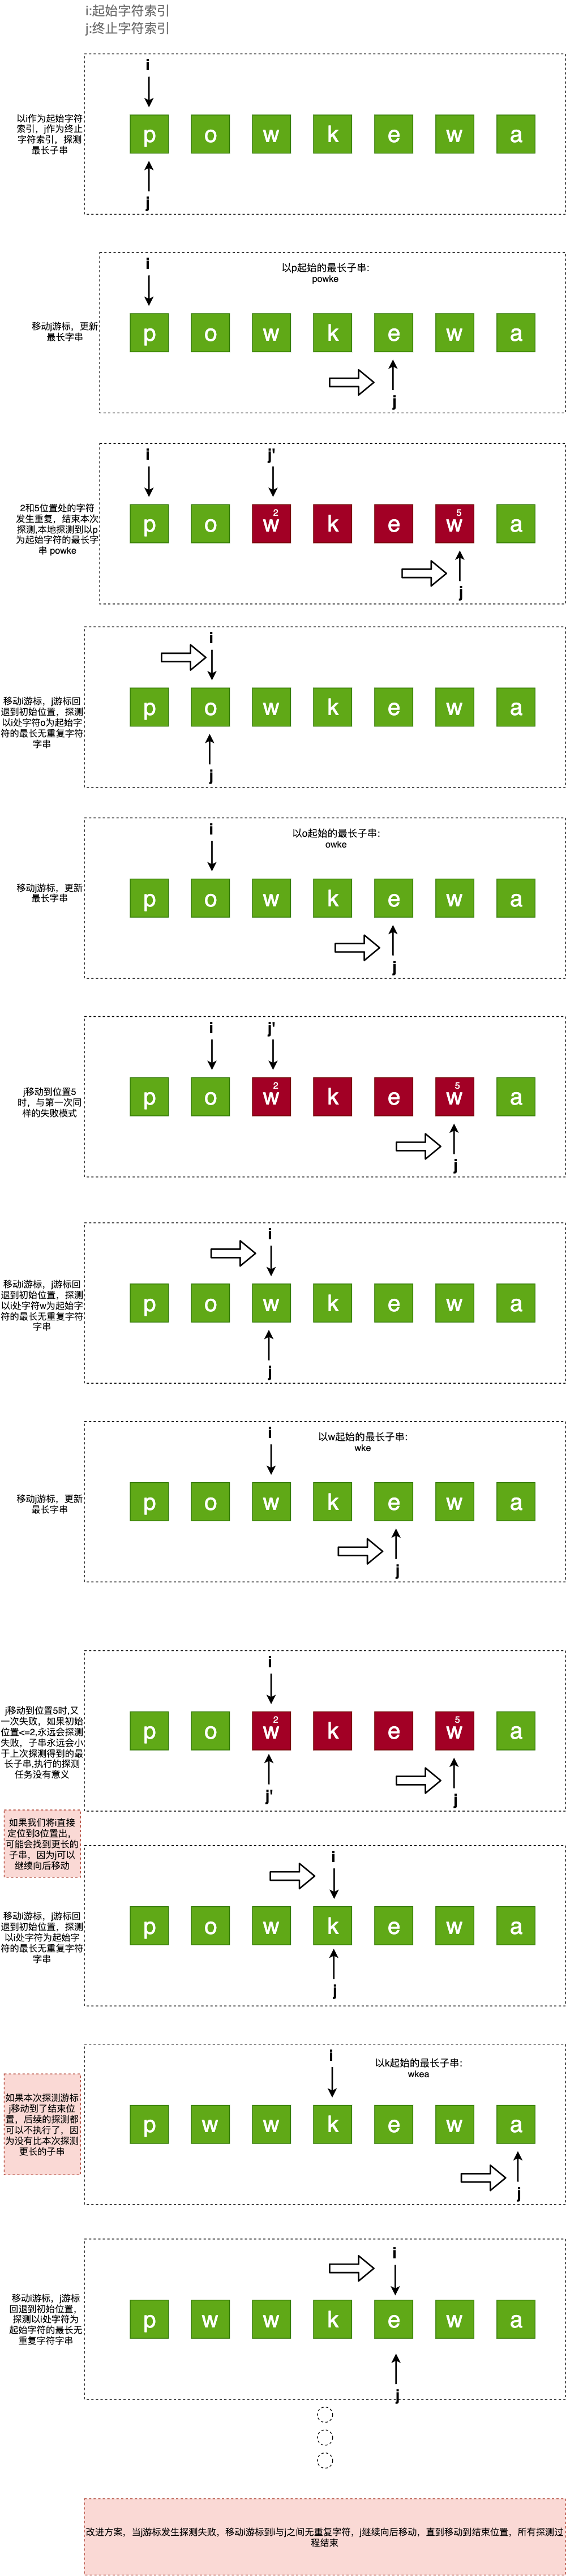 i:起始字符索引
j:终止字符索引
i
以i作为起始字符
索引，j作为终止
字符索引，探测
最长子串
p o w k e w a
j
i
以p起始的最长子串:
powke
移动j游标，更新
最长字串
p o w k e w a
j
i j'
2和5位置处的字符
发生重复，结束本次
探测,本地探测到以p
为起始字符的最长子
串 powke
2 5
p o w k e w a
j
i
移动i游标，j游标回
退到初始位置，探测
以i处字符o为起始字
符的最长无重复字符
字串
p o w k e w a
j
i
以o起始的最长子串:
owke
移动j游标，更新
最长字串
p o w k e w a
j
i j'
j移动到位置5
时，与第一次同
样的失败模式
2 5
p o w k e w a
j
i
移动i游标，j游标回
退到初始位置，探测
以i处字符w为起始字
符的最长无重复字符
字串
p o w k e w a
j
i
以w起始的最长子串:
wke
移动j游标，更新
最长字串
p o w k e w a
j
i
j移动到位置5时,又
一次失败，如果初始
位置<=2,永远会探测
失败，子串永远会小
于上次探测得到的最
长子串,执行的探测
任务没有意义
2 5
p o w k e w a
j' j
如果我们将i直接
定位到3位置出，
可能会找到更长的
子串，因为j可以
继续向后移动
i
移动i游标，j游标回
退到初始位置，探测
以i处字符为起始字
符的最长无重复字符
字串
p o w k e w a
j
i
以k起始的最长子串:
wkea
如果本次探测游标
j移动到了结束位
置，后续的探测都
可以不执行了，因
为没有比本次探测
更长的子串
p w w k e w a
j
i
移动i游标，j游标
回退到初始位置，
探测以i处字符为
起始字符的最长无
重复字符字串
p w w k e w a
j
改进方案，当j游标发生探测失败，移动i游标到i与j之间无重复字符，j继续向后移动，直到移动到结束位置，所有探测过
程结束